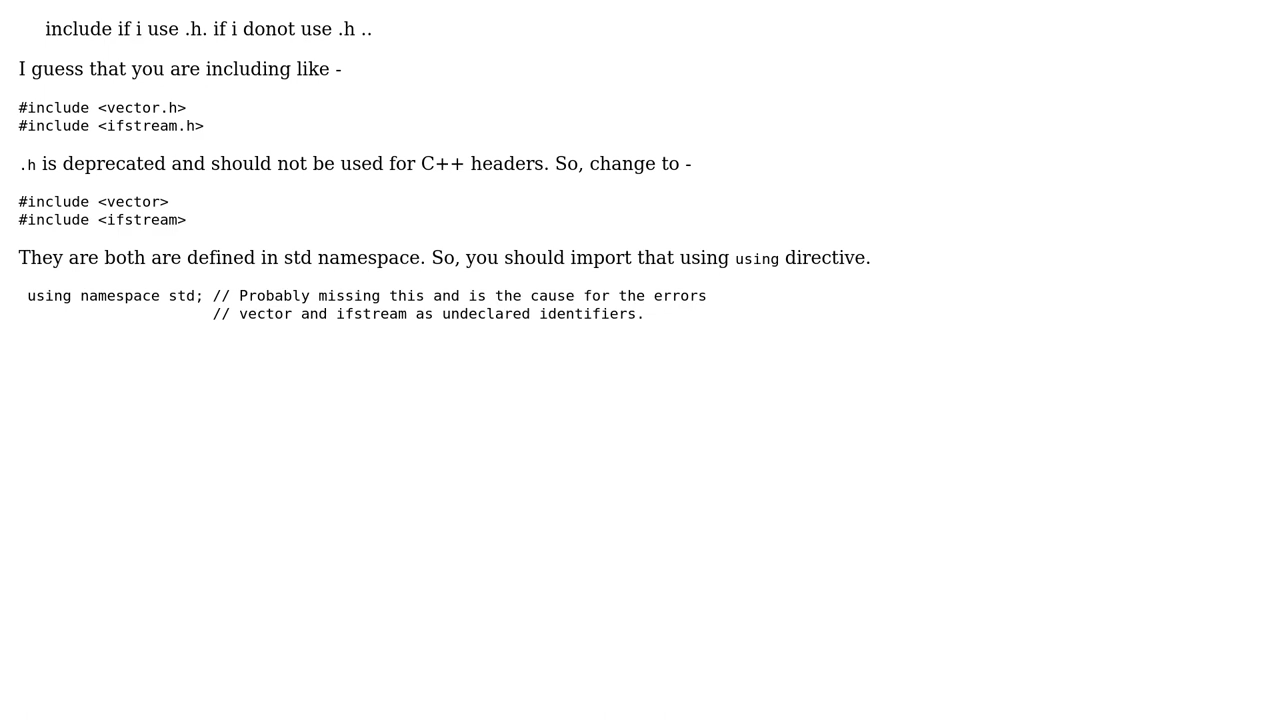 include if i use .h. if i donot use .h ..
I guess that you are including like -
#include <vector.h>
#include <ifstream.h>
.h is deprecated and should not be used for C++ headers. So, change to -
#include <vector>
#include <ifstream>
They are both are defined in std namespace. So, you should import that using using directive.
using namespace std; // Probably missing this and is the cause for the errors
// vector and ifstream as undeclared identifiers.